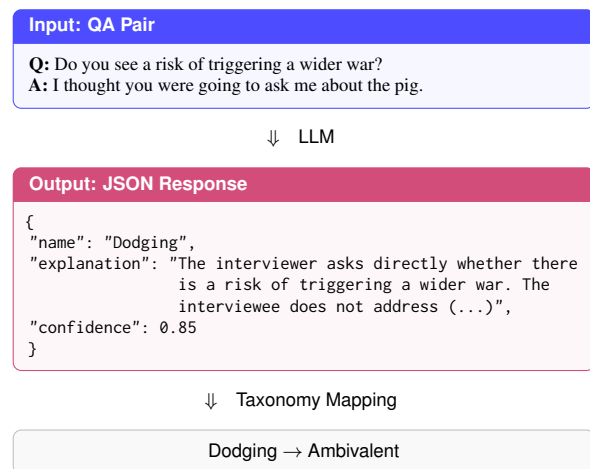 Input: QA Pair
Q: Do you see a risk of triggering a wider war?
A: I thought you were going to ask me about the pig.
⇓ LLM
Output: JSON Response
{
"name": "Dodging",
"explanation": "The interviewer asks directly whether there
is a risk of triggering a wider war. The
interviewee does not address (...)",
"confidence": 0.85
}
⇓ Taxonomy Mapping
Dodging → Ambivalent